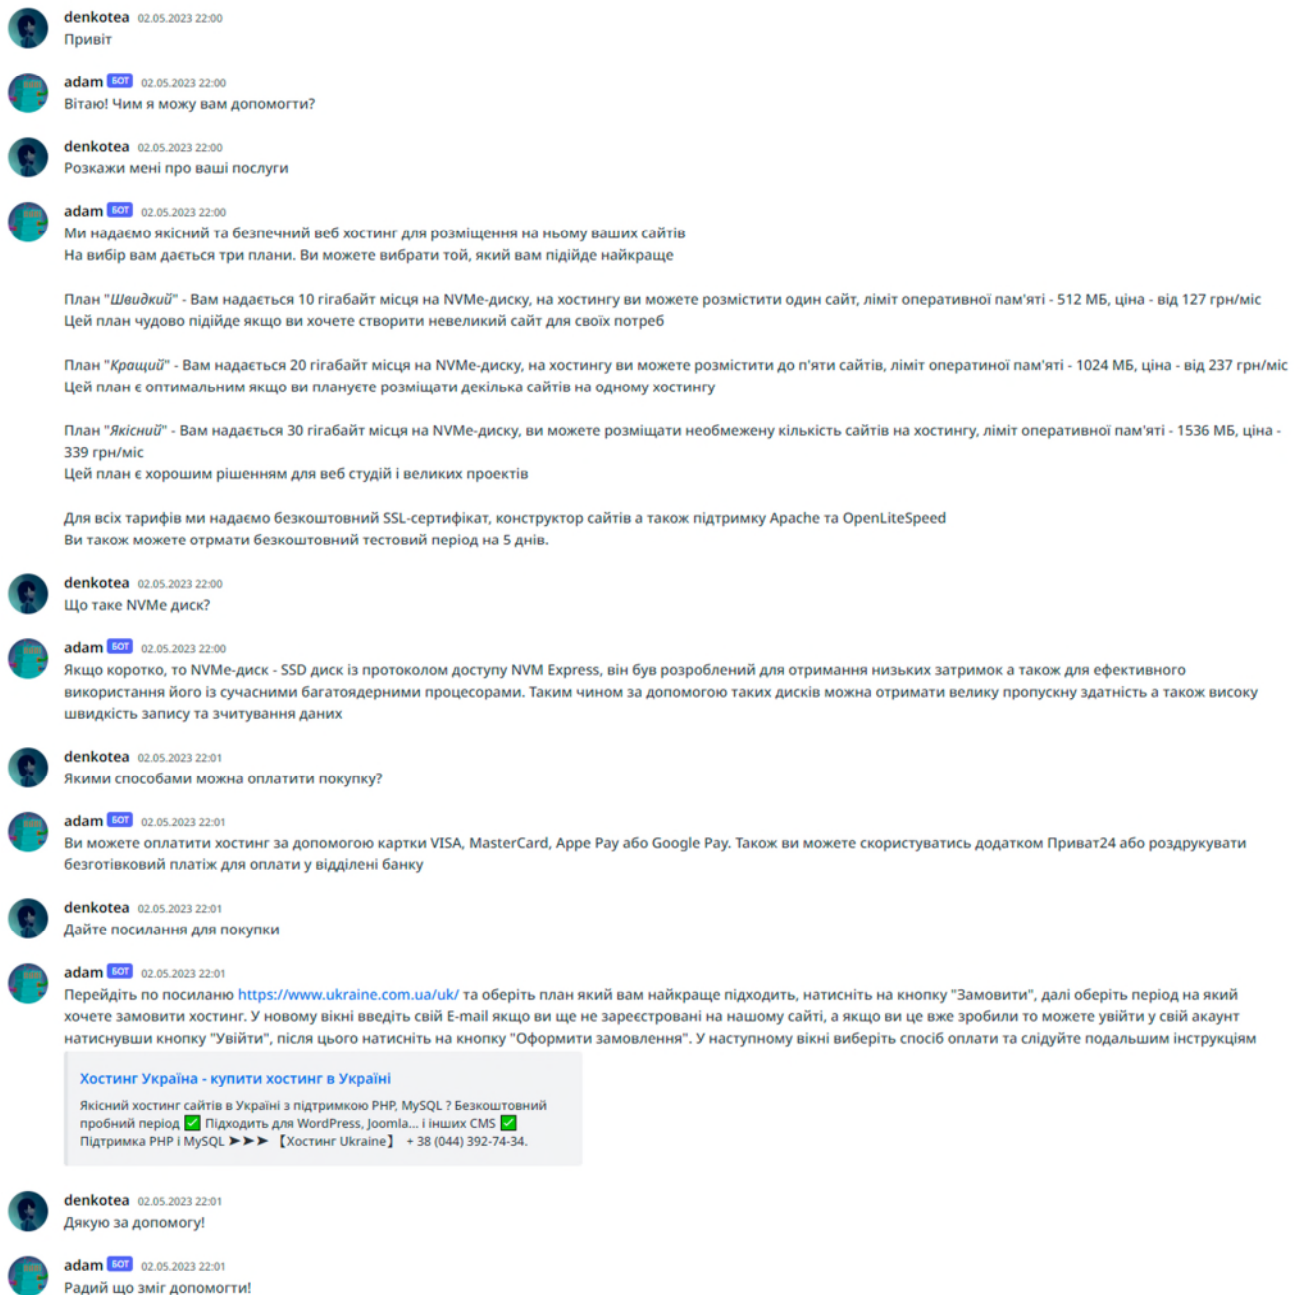 denkotea 02.05.2023 22:00
Привіт
adam БОТ 02.05.2023 22:00
Вітаю! Чим я можу вам допомогти?
denkotea 02.05.2023 22:00
Розкажи мені про ваші послуги
adam БОТ 02.05.2023 22:00
Ми надаємо якісний та безпечний веб хостинг для розміщення на ньому ваших сайтів
На вибір вам дається три плани. Ви можете вибрати той, який вам підійде найкраще
План "Швидкий" - Вам надається 10 гігабайт місця на NVMe-диску, на хостингу ви можете розмістити один сайт, ліміт оперативної пам'яті - 512 МБ, ціна - від 127 грн/міс
Цей план чудово підійде якщо ви хочете створити невеликий сайт для своїх потреб
План "Кращий" - Вам надається 20 гігабайт місця на NVMe-диску, на хостингу ви можете розмістити до п'яти сайтів, ліміт оператиної пам'яті - 1024 МБ, ціна - від 237 грн/міс
Цей план є оптимальним якщо ви плануєте розміщати декілька сайтів на одному хостингу
План "Якісний" - Вам надається 30 гігабайт місця на NVMe-диску, ви можете розміщати необмежену кількість сайтів на хостингу, ліміт оперативної пам'яті - 1536 МБ, ціна -
339 грн/міс
Цей план є хорошим рішенням для веб студій і великих проектів
Для всіх тарифів ми надаємо безкоштовний SSL-сертифікат, конструктор сайтів а також підтримку Apache та OpenLiteSpeed
Ви також можете отрмати безкоштовний тестовий період на 5 днів.
denkotea 02.05.2023 22:00
Що таке NVMe диск?
adam БОТ 02.05.2023 22:00
Якщо коротко, то NVMe-диск - SSD диск із протоколом доступу NVM Express, він був розроблений для отримання низьких затримок а також для ефективного
використання його із сучасними багатоядерними процесорами. Таким чином за допомогою таких дисків можна отримати велику пропускну здатність а також високу
швидкість запису та зчитування даних
denkotea 02.05.2023 22:01
Якими способами можна оплатити покупку?
adam БОТ 02.05.2023 22:01
Ви можете оплатити хостинг за допомогою картки VISA, MasterCard, Appe Pay або Google Pay. Також ви можете скористуватись додатком Приват24 або роздрукувати
безготівковий платіж для оплати у відділені банку
denkotea 02.05.2023 22:01
Дайте посилання для покупки
adam БОТ 02.05.2023 22:01
Перейдіть по посиланю https://www.ukraine.com.ua/uk/ та оберіть план який вам найкраще підходить, натисніть на кнопку "Замовити", далі оберіть період на який
хочете замовити хостинг. У новому вікні введіть свій E-mail якщо ви ще не зареєстровані на нашому сайті, а якщо ви це вже зробили то можете увійти у свій акаунт
натиснувши кнопку "Увійти", після цього натисніть на кнопку "Оформити замовлення". У наступному вікні виберіть спосіб оплати та слідуйте подальшим інструкціям
Хостинг Україна - купити хостинг в Україні
Якісний хостинг сайтів в Україні з підтримкою PHP, MySQL ? Безкоштовний
пробний період ✅ Підходить для WordPress, Joomla... і інших CMS ✅
Підтримка PHP і MySQL ➤➤➤ 【Хостинг Ukraine】 + 38 (044) 392-74-34.
denkotea 02.05.2023 22:01
Дякую за допомогу!
adam БОТ 02.05.2023 22:01
Радий що зміг допомогти!